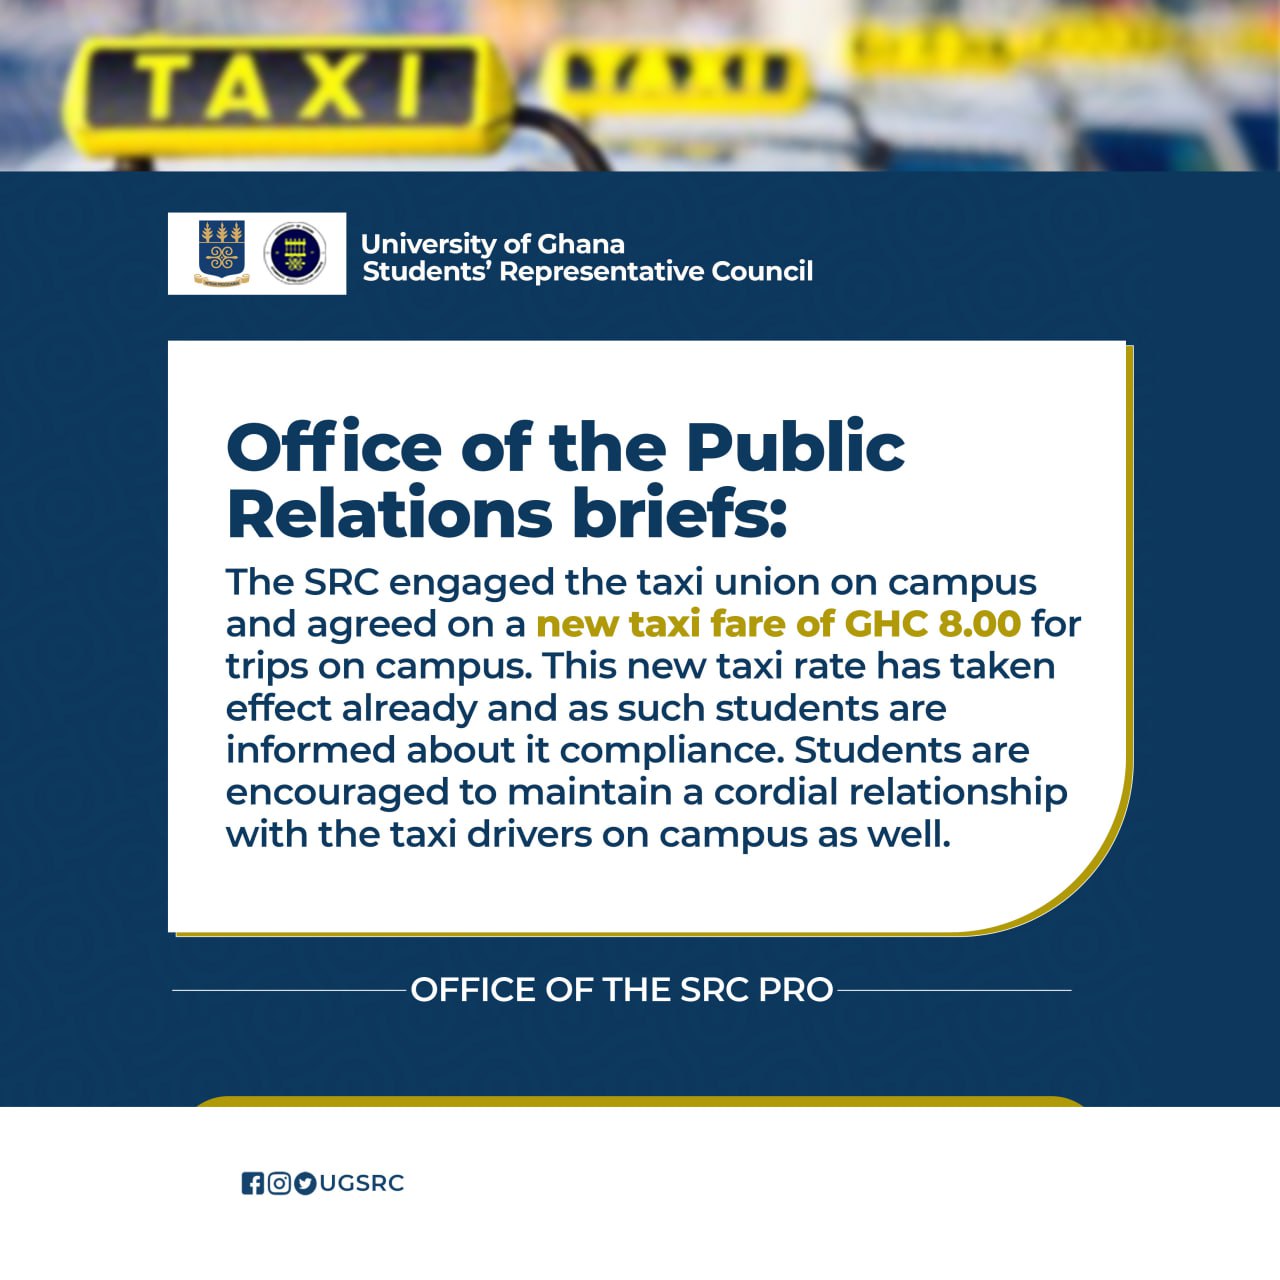 TAXI
TAXI
University of Ghana
Students’ Representative Council
Office of the Public
Relations briefs:
The SRC engaged the taxi union on campus
and agreed on a new taxi fare of GHC 8.00 for
trips on campus. This new taxi rate has taken
effect already and as such students are
informed about it compliance. Students are
encouraged to maintain a cordial relationship
with the taxi drivers on campus as well.
OFFICE OF THE SRC PRO
UGSRC